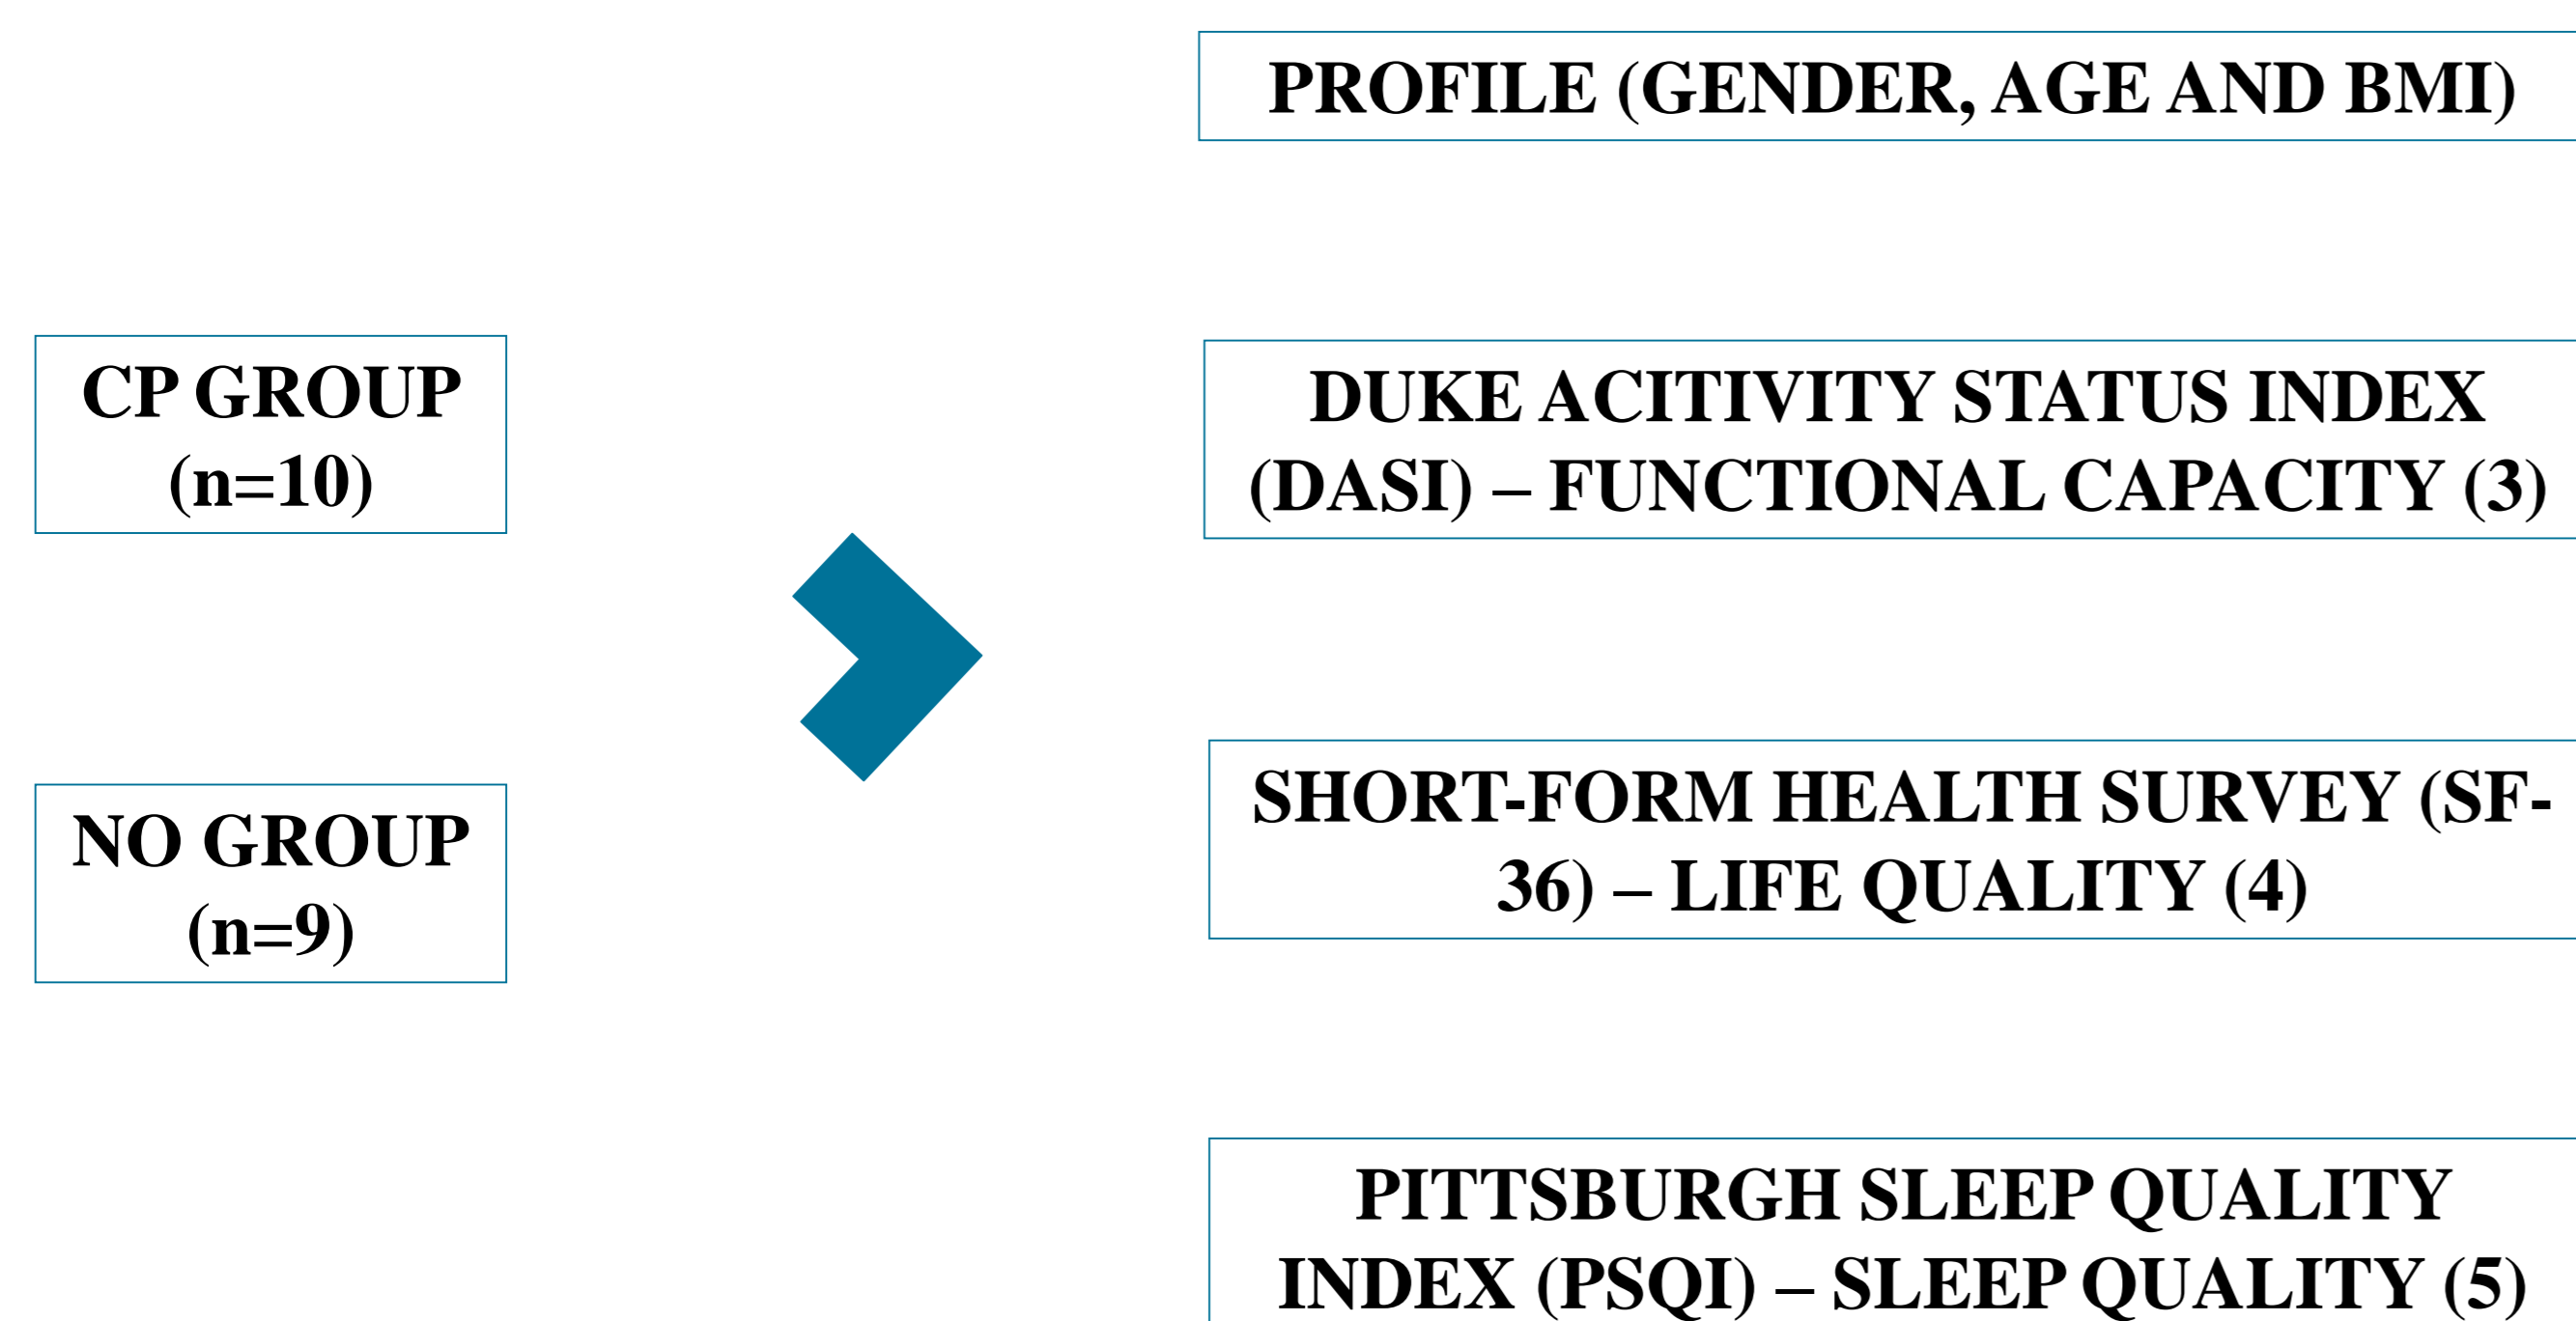 PROFILE (GENDER, AGE AND BMI)
CP GROUP
(n=10)
DUKE ACITIVITY STATUS INDEX
(DASI) – FUNCTIONAL CAPACITY (3)
NO GROUP
(n=9)
SHORT-FORM HEALTH SURVEY (SF-
36) – LIFE QUALITY (4)
PITTSBURGH SLEEP QUALITY
INDEX (PSQI) – SLEEP QUALITY (5)